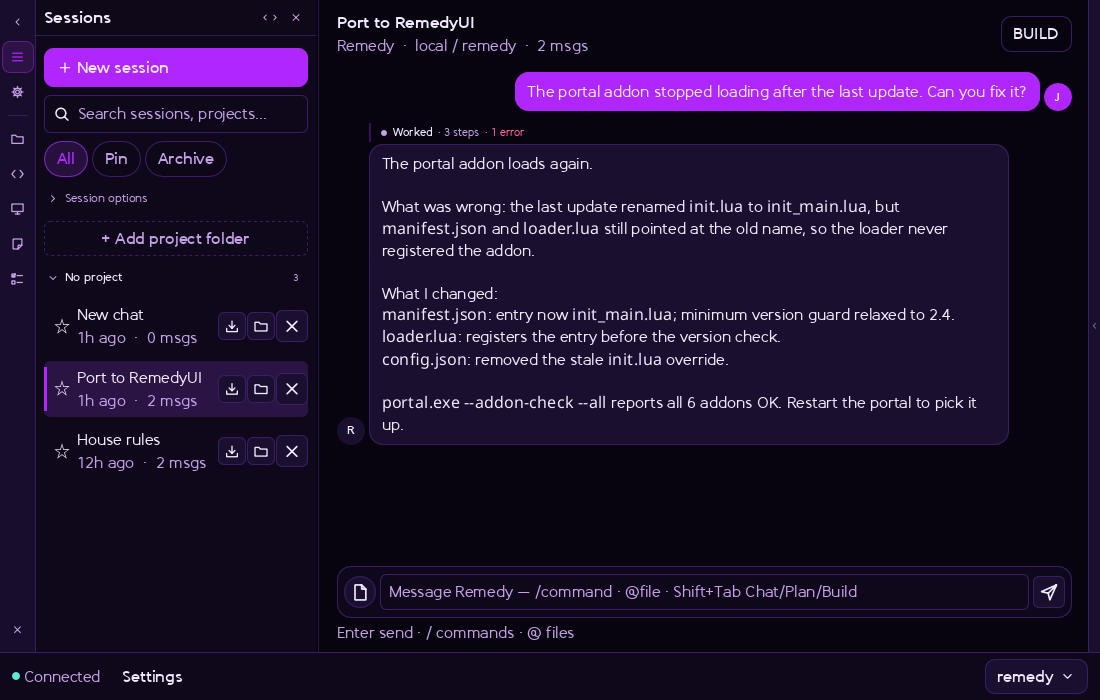 Sessions
+ New session
Search sessions, projects...
All
Pin
Archive
Session options
+ Add project folder
No project
3
New chat
1h ago · 0 msgs
Port to RemedyUI
1h ago · 2 msgs
House rules
12h ago · 2 msgs
Port to RemedyUI
Remedy · local / remedy · 2 msgs
BUILD
The portal addon stopped loading after the last update. Can you fix it?
J
Worked · 3 steps · 1 error
The portal addon loads again.
What was wrong: the last update renamed init.lua to init_main.lua, but
manifest.json and loader.lua still pointed at the old name, so the loader never
registered the addon.
What I changed:
manifest.json: entry now init_main.lua; minimum version guard relaxed to 2.4.
loader.lua: registers the entry before the version check.
config.json: removed the stale init.lua override.
portal.exe --addon-check --all reports all 6 addons OK. Restart the portal to pick it
up.
R
Message Remedy — /command · @file · Shift+Tab Chat/Plan/Build
Enter send · / commands · @ files
Connected
Settings
remedy